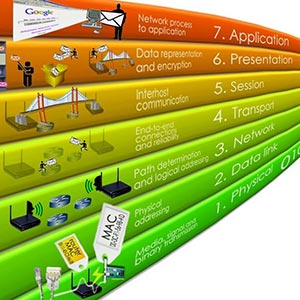 Google
Network process
to application
7. Application
Data representation
and encryption
6. Presentation
Interhost
communication
5. Session
End-to-end
connections
and reliability
4. Transport
Path determination
and logical addressing
3. Network
Physical
addressing
2. Data link
Media, signal and
binary transmission
1. Physical
MAC
MAC